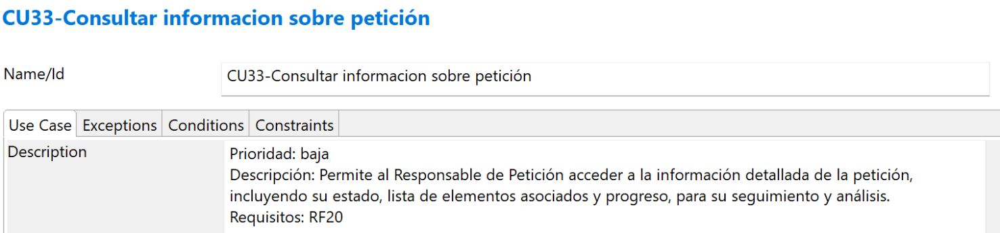 CU33-Consultar informacion sobre petición
Name/Id
CU33-Consultar informacion sobre petición
Use Case
Exceptions
Conditions
Constraints
Description
Prioridad: baja
Descripción: Permite al Responsable de Petición acceder a la información detallada de la petición,
incluyendo su estado, lista de elementos asociados y progreso, para su seguimiento y análisis.
Requisitos: RF20